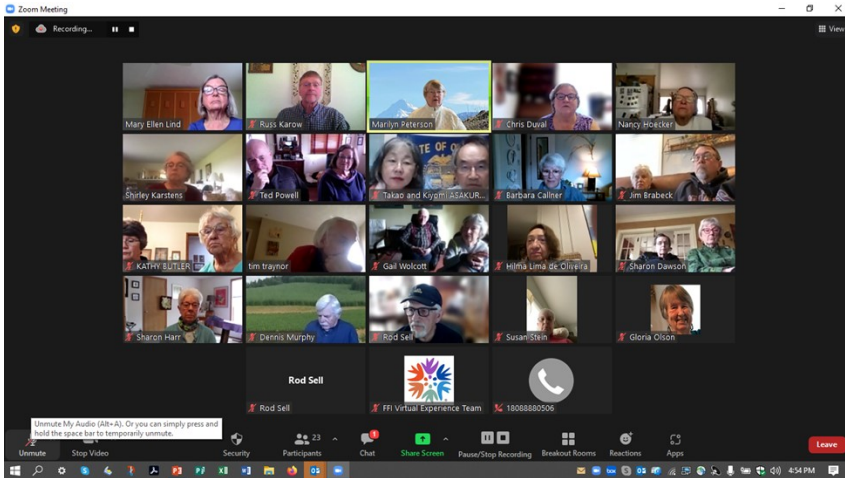 Zoom Meeting
Recording...
View
Mary Ellen Lind
Russ Karow
Marilyn Peterson
Chris Duval
Nancy Hoecker
TE OF O
Shirley Karstens
Ted Powell
Takao and Kiyomi ASAKUR...
Barbara Callner
Jim Brabeck
KATHY BUTLER
tim traynor
Gail Wolcott
Hilma Lima de Oliveira
Sharon Dawson
Sharon Harr
Dennis Murphy
Rod Sell
Susan Stein
Gloria Olson
Rod Sell
Rod Sell
FFI Virtual Experience Team
18088880506
Unmute My Audio (Alt+A). Or you can simply press and
hold the space bar to temporarily unmute.
Unmute
Stop Video
Security
23
Participants
1
Chat
Share Screen
Pause/Stop Recording
Breakout Rooms
Reactions
Apps
Leave
4:54 PM